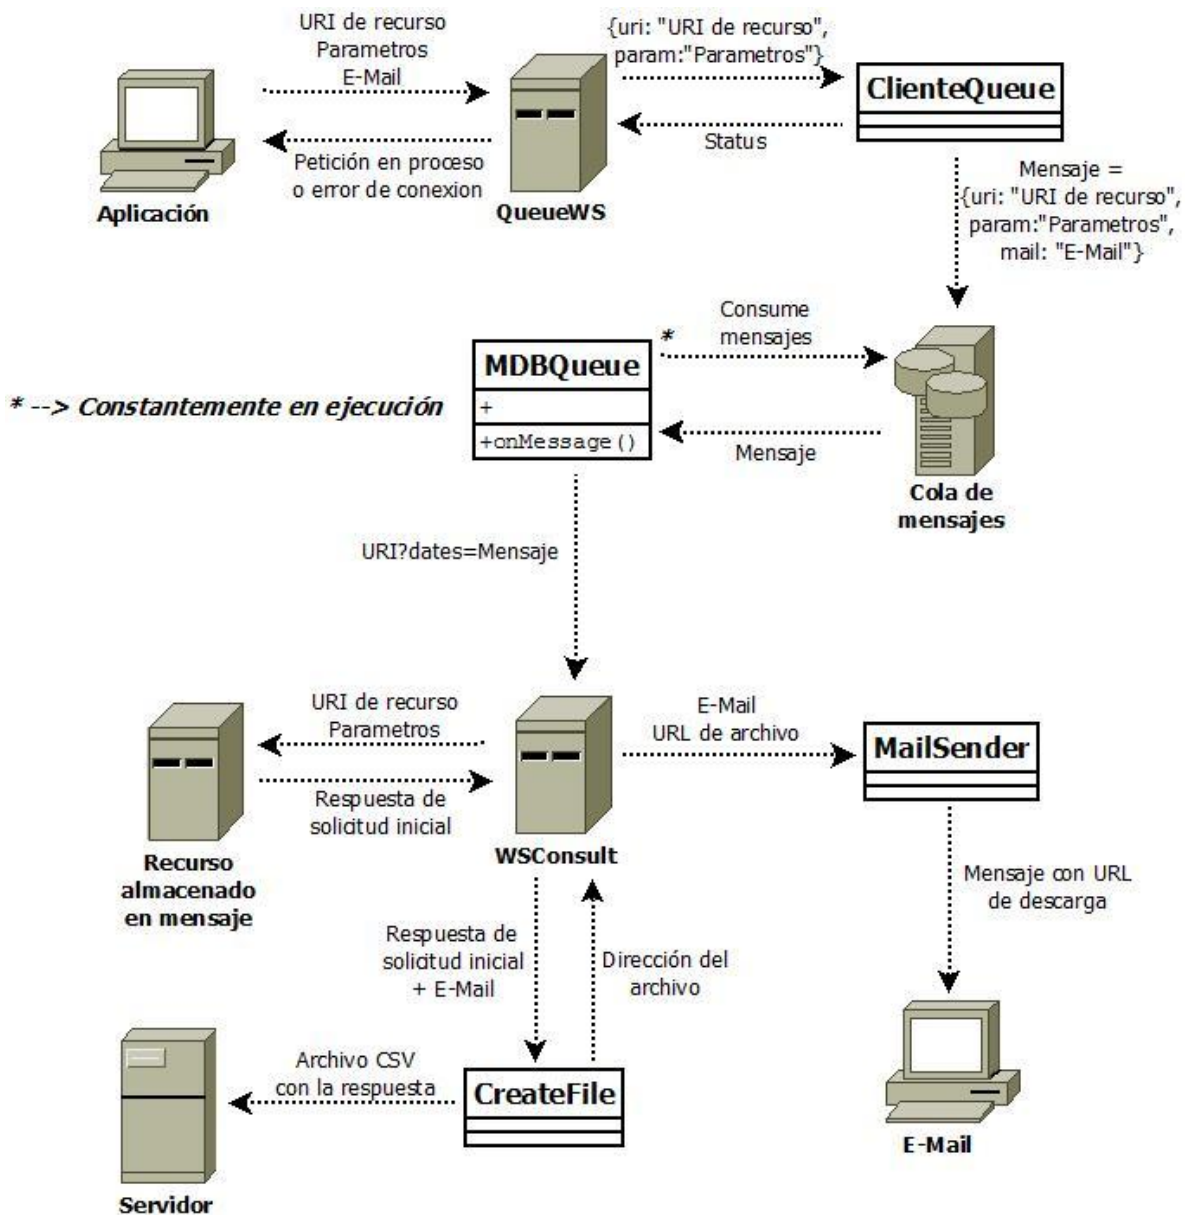 URI de recurso
Parametros
E-Mail
{uri: "URI de recurso",
param:"Parametros"}
ClienteQueue
Status
Petición en proceso
o error de conexion
Aplicación
QueueWS
Mensaje =
{uri: "URI de recurso",
param:"Parametros",
mail: "E-Mail"}
Consume
mensajes
*
MDBQueue
+
+onMessage()
* --> Constantemente en ejecución
Mensaje
Cola de
mensajes
URI?dates=Mensaje
URI de recurso
Parametros
E-Mail
URL de archivo
MailSender
Respuesta de
solicitud inicial
WSConsult
Recurso
almacenado
en mensaje
Mensaje con URL
de descarga
Respuesta de
solicitud inicial
+ E-Mail
Dirección del
archivo
Archivo CSV
con la respuesta
CreateFile
E-Mail
Servidor